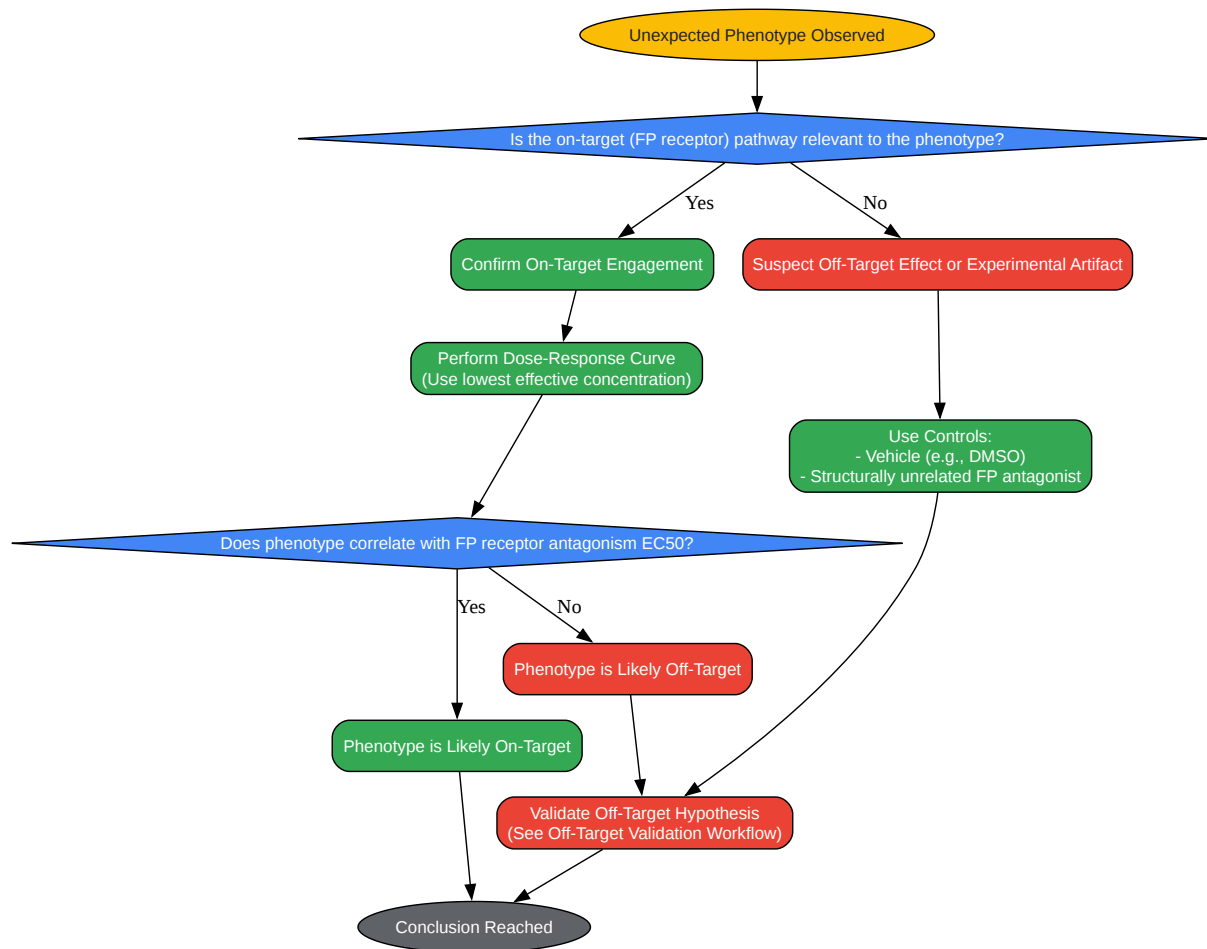 Unexpected Phenotype Observed
Is the on-target (FP receptor) pathway relevant to the phenotype?
Yes
No
Confirm On-Target Engagement
Suspect Off-Target Effect or Experimental Artifact
Perform Dose-Response Curve
(Use lowest effective concentration)
Use Controls:
- Vehicle (e.g., DMSO)
- Structurally unrelated FP antagonist
Does phenotype correlate with FP receptor antagonism EC50?
Yes
No
Phenotype is Likely Off-Target
Phenotype is Likely On-Target
Validate Off-Target Hypothesis
(See Off-Target Validation Workflow)
Conclusion Reached